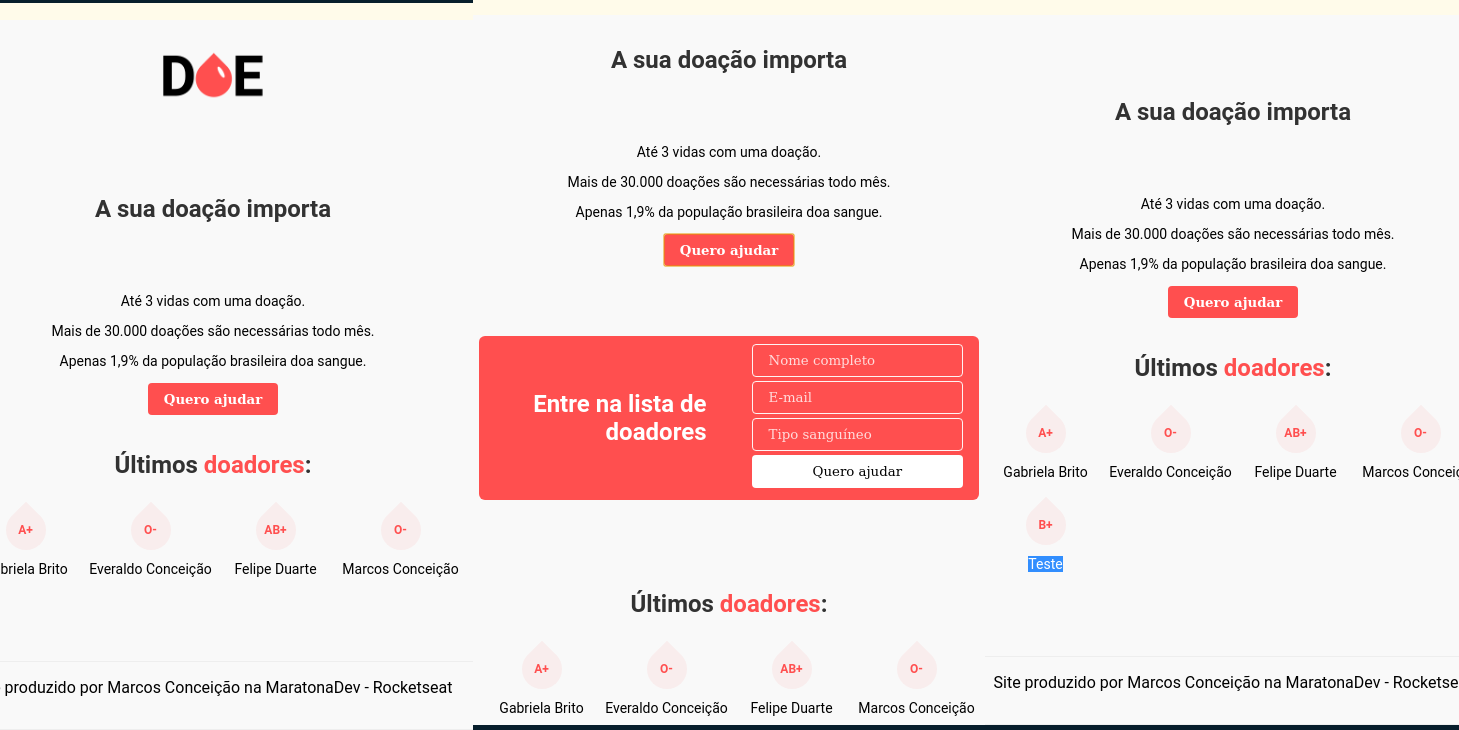 DOE
A sua doação importa
Até 3 vidas com uma doação.
Mais de 30.000 doações são necessárias todo mês.
Apenas 1,9% da população brasileira doa sangue.
Quero ajudar
Últimos doadores:
A+ O- AB+ O-
briela Brito Everaldo Conceição Felipe Duarte Marcos Conceição
produzido por Marcos Conceição na MaratonaDev - Rocketseat
A sua doação importa
Até 3 vidas com uma doação.
Mais de 30.000 doações são necessárias todo mês.
Apenas 1,9% da população brasileira doa sangue.
Quero ajudar
Entre na lista de
doadores
Nome completo
E-mail
Tipo sanguíneo
Quero ajudar
Últimos doadores:
A+ O- AB+ O-
Gabriela Brito Everaldo Conceição Felipe Duarte Marcos Conceição
A sua doação importa
Até 3 vidas com uma doação.
Mais de 30.000 doações são necessárias todo mês.
Apenas 1,9% da população brasileira doa sangue.
Quero ajudar
Últimos doadores:
A+ O- AB+ O-
Gabriela Brito Everaldo Conceição Felipe Duarte Marcos Conceiç
B+
Teste
Site produzido por Marcos Conceição na MaratonaDev - Rocketse